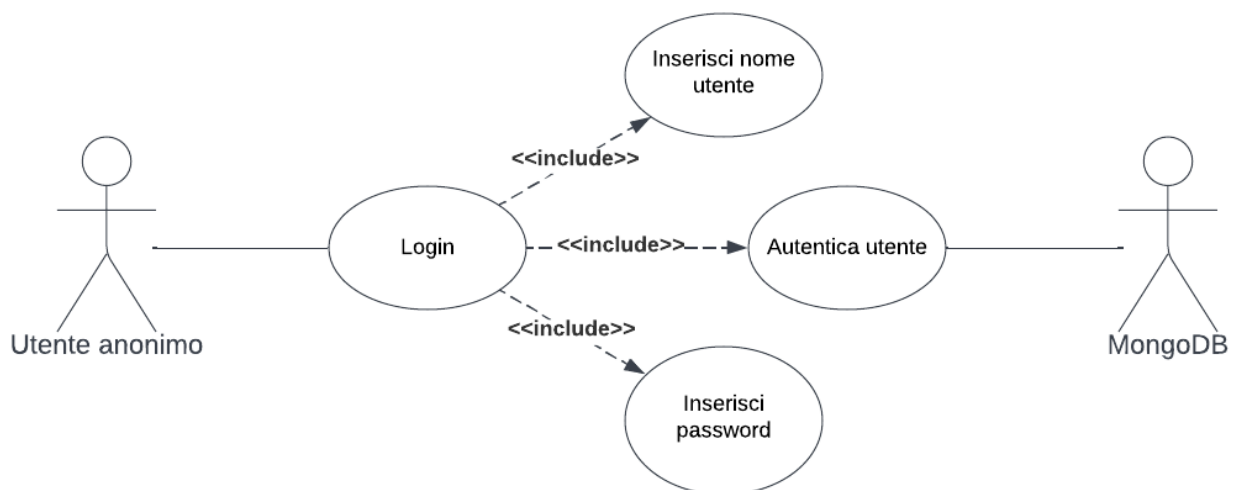 Inserisci nome
utente
<<include>>
Login
<<include>>
Autentica utente
<<include>>
Utente anonimo
MongoDB
Inserisci
password